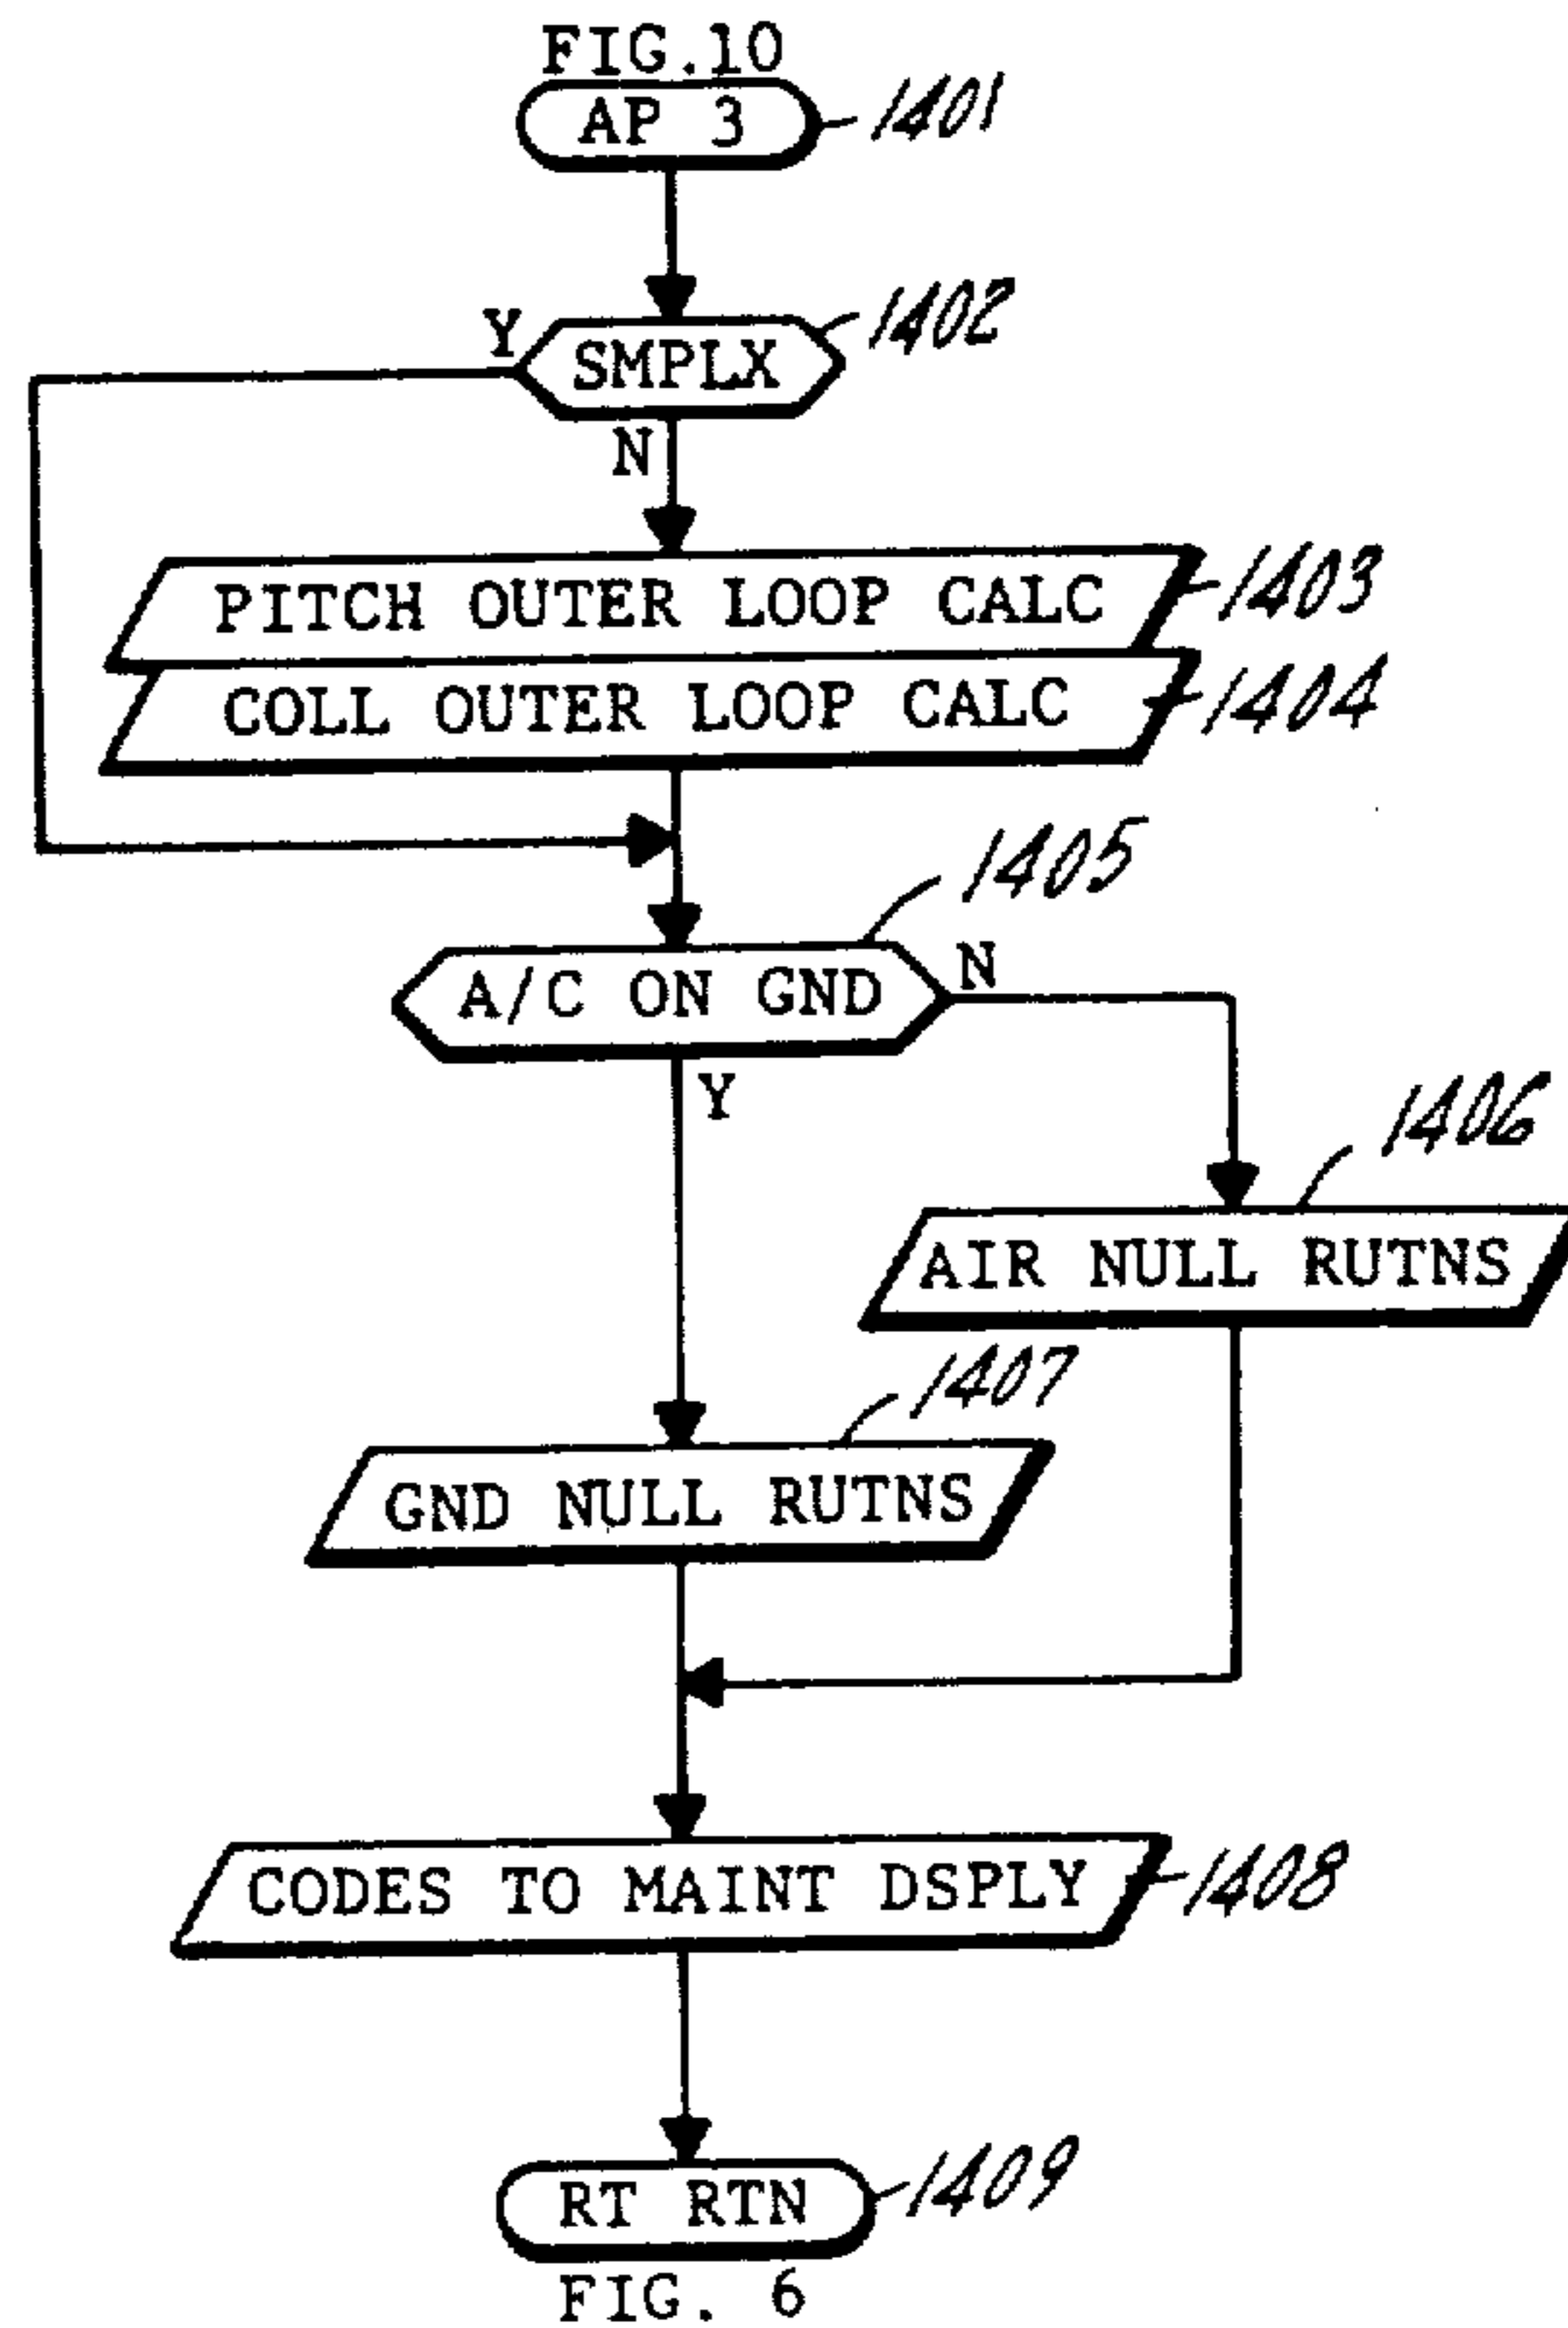 FIG.10
AP 3
1401
Y
SMPLX
1402
N
PITCH OUTER LOOP CALC
1403
COLL OUTER LOOP CALC
1404
1405
A/C ON GND
N
Y
1406
AIR NULL RUTNS
1407
GND NULL RUTNS
CODES TO MAINT DSPLY
1408
RT RTN
1409
FIG. 6